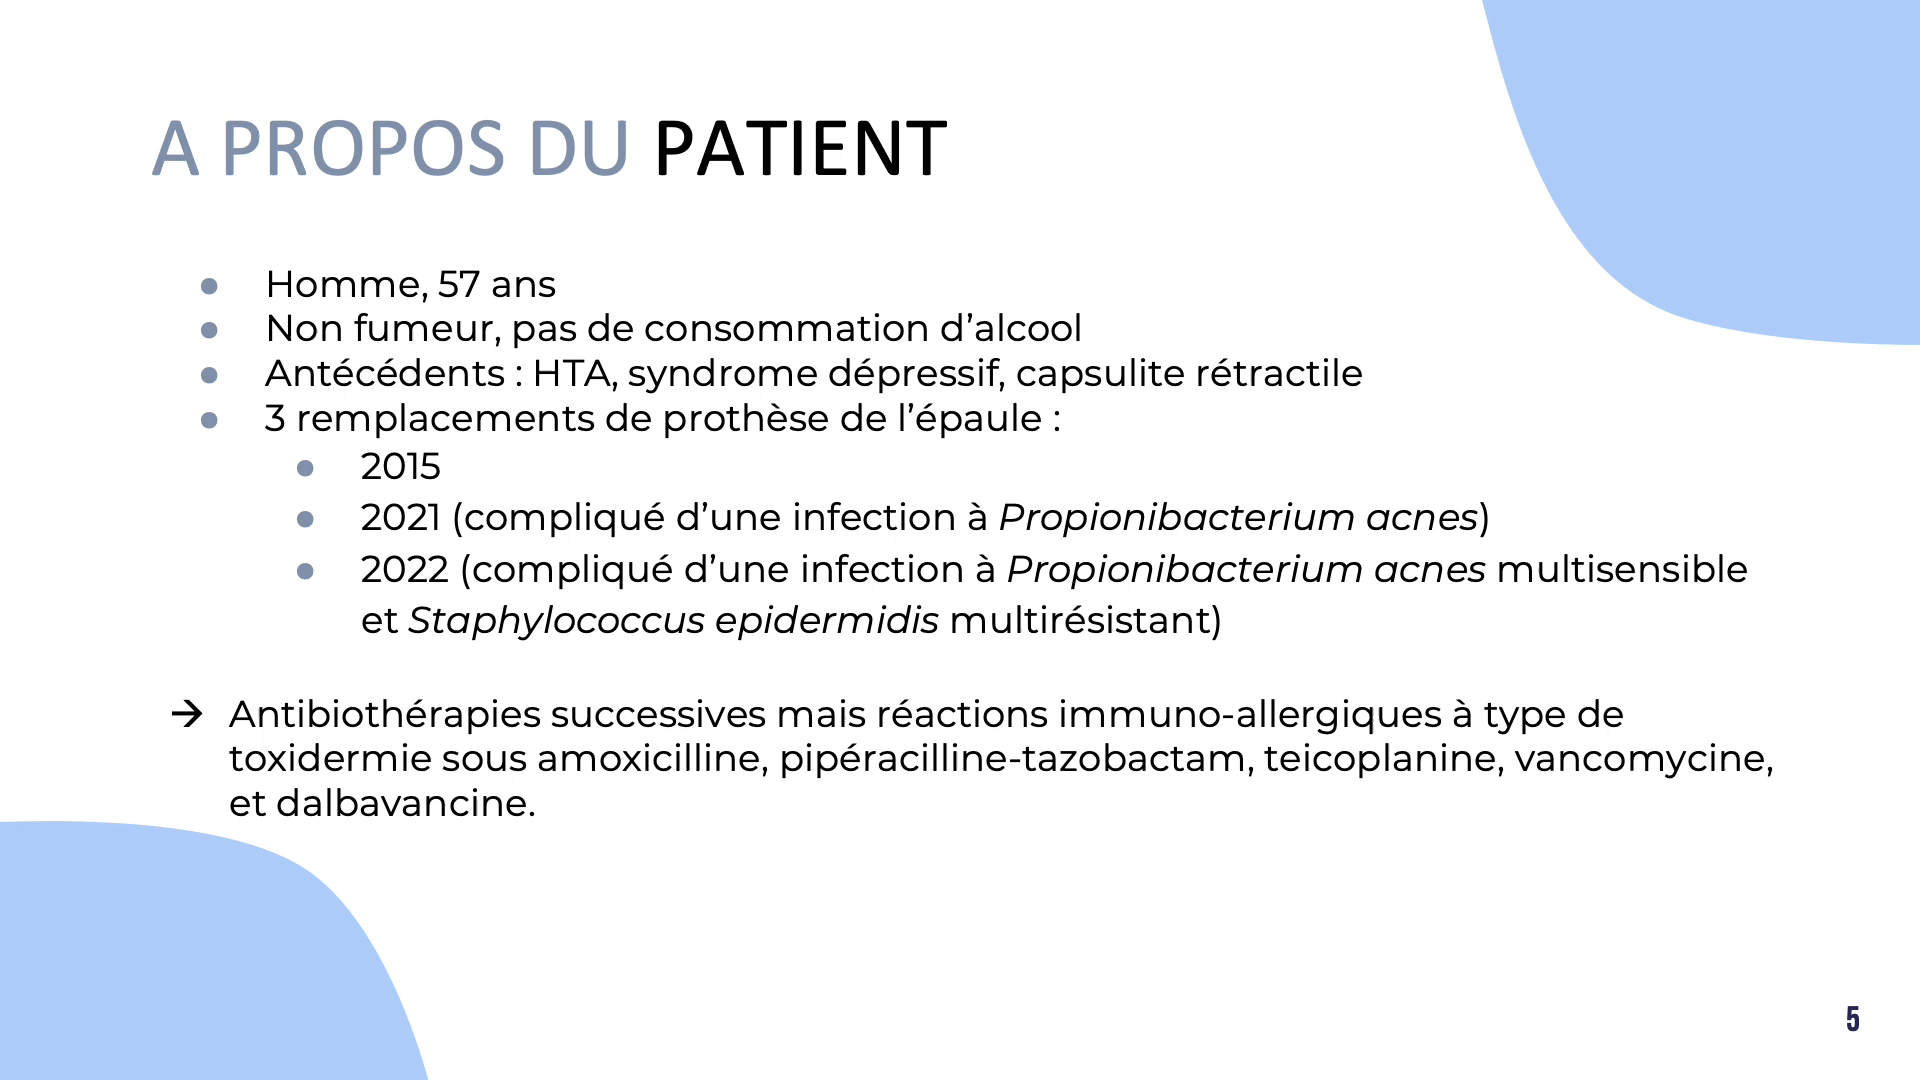 A PROPOS DU PATIENT
● Homme, 57 ans
● Non fumeur, pas de consommation d’alcool
● Antécédents : HTA, syndrome dépressif, capsulite rétractile
● 3 remplacements de prothèse de l’épaule :
● 2015
● 2021 (compliqué d’une infection à Propionibacterium acnes)
● 2022 (compliqué d’une infection à Propionibacterium acnes multisensible
et Staphylococcus epidermidis multirésistant)
→ Antibiothérapies successives mais réactions immuno-allergiques à type de
toxidermie sous amoxicilline, pipéracilline-tazobactam, teicoplanine, vancomycine,
et dalbavancine.
5